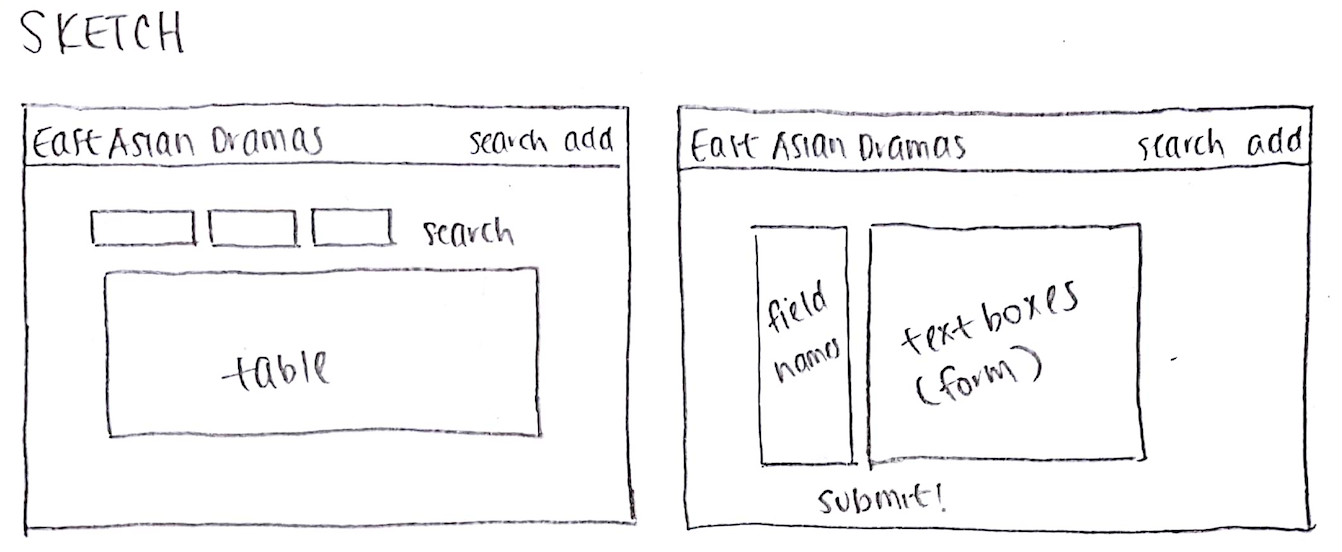 SKETCH
East Asian Dramas search add
search
table
East Asian Dramas search add
field
names
text boxes
(form)
submit!